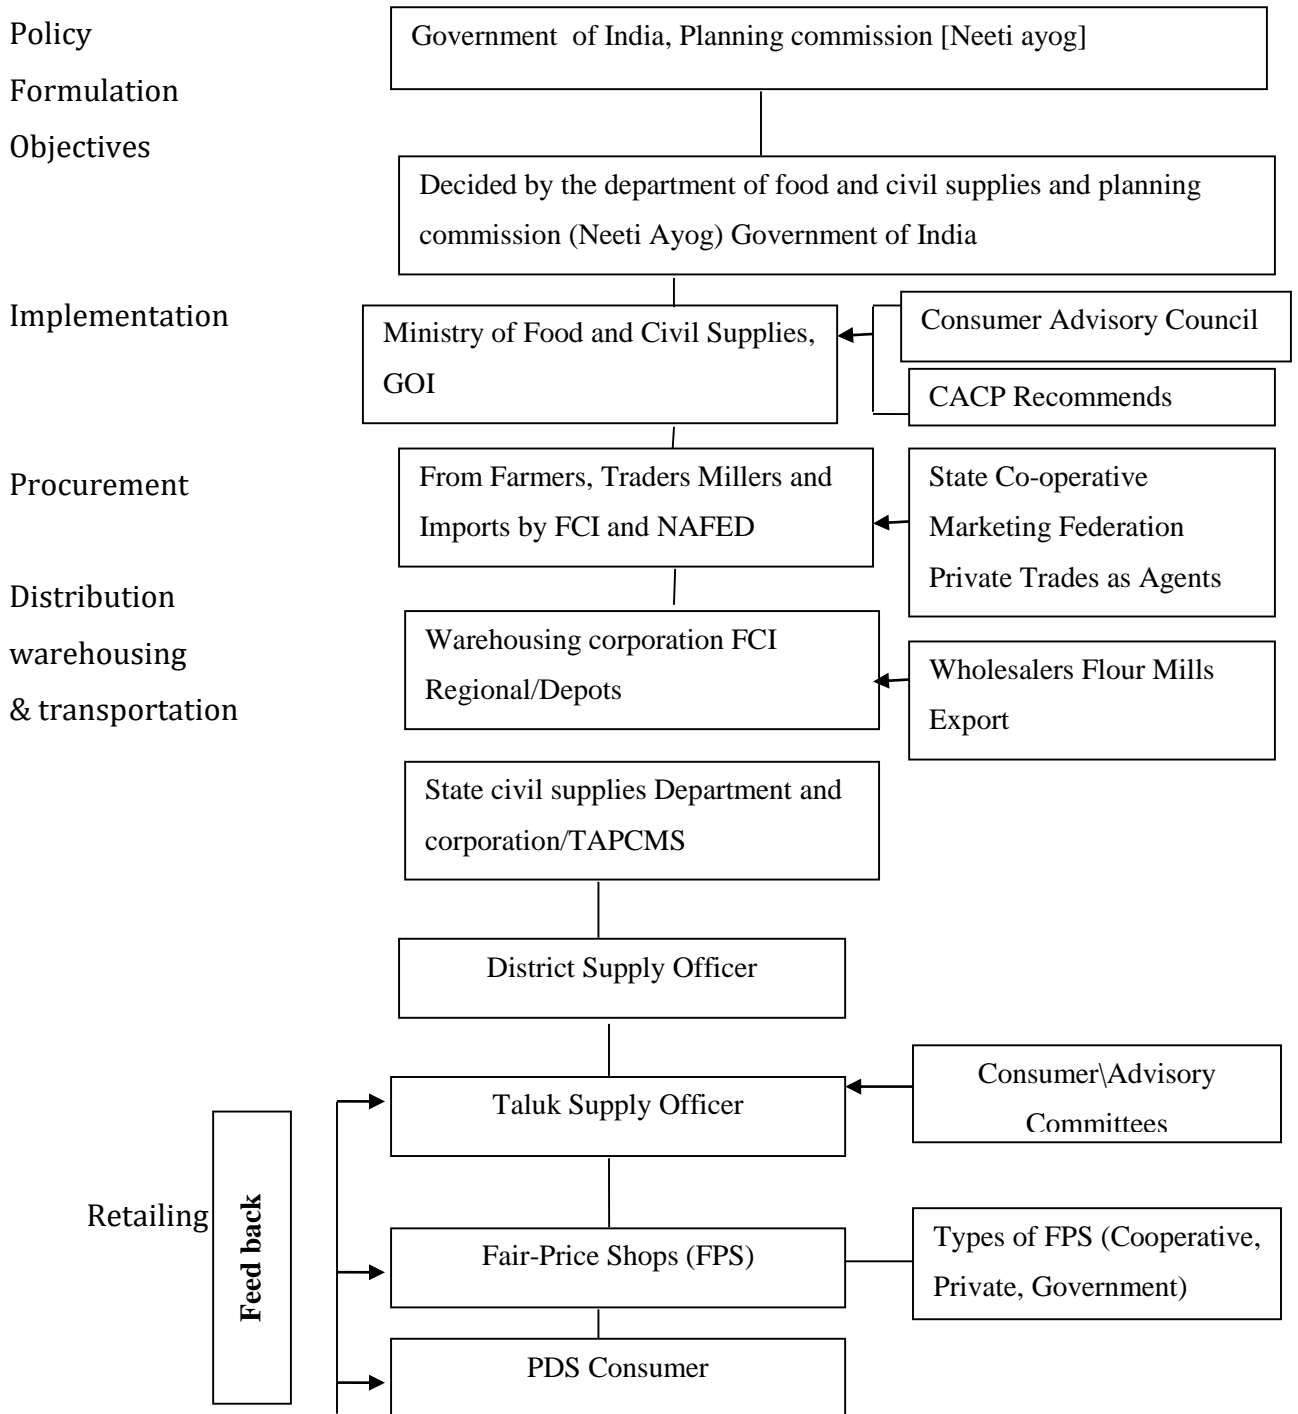 Policy
Formulation
Objectives
Government of India, Planning commission [Neeti ayog]
Decided by the department of food and civil supplies and planning
commission (Neeti Ayog) Government of India
Implementation
Ministry of Food and Civil Supplies,
GOI
Consumer Advisory Council
CACP Recommends
Procurement
From Farmers, Traders Millers and
Imports by FCI and NAFED
State Co-operative
Marketing Federation
Private Trades as Agents
Distribution
warehousing
& transportation
Warehousing corporation FCI
Regional/Depots
Wholesalers Flour Mills
Export
State civil supplies Department and
corporation/TAPCMS
District Supply Officer
Taluk Supply Officer
Consumer\Advisory
Committees
Retailing
Feed back
Fair-Price Shops (FPS)
Types of FPS (Cooperative,
Private, Government)
PDS Consumer